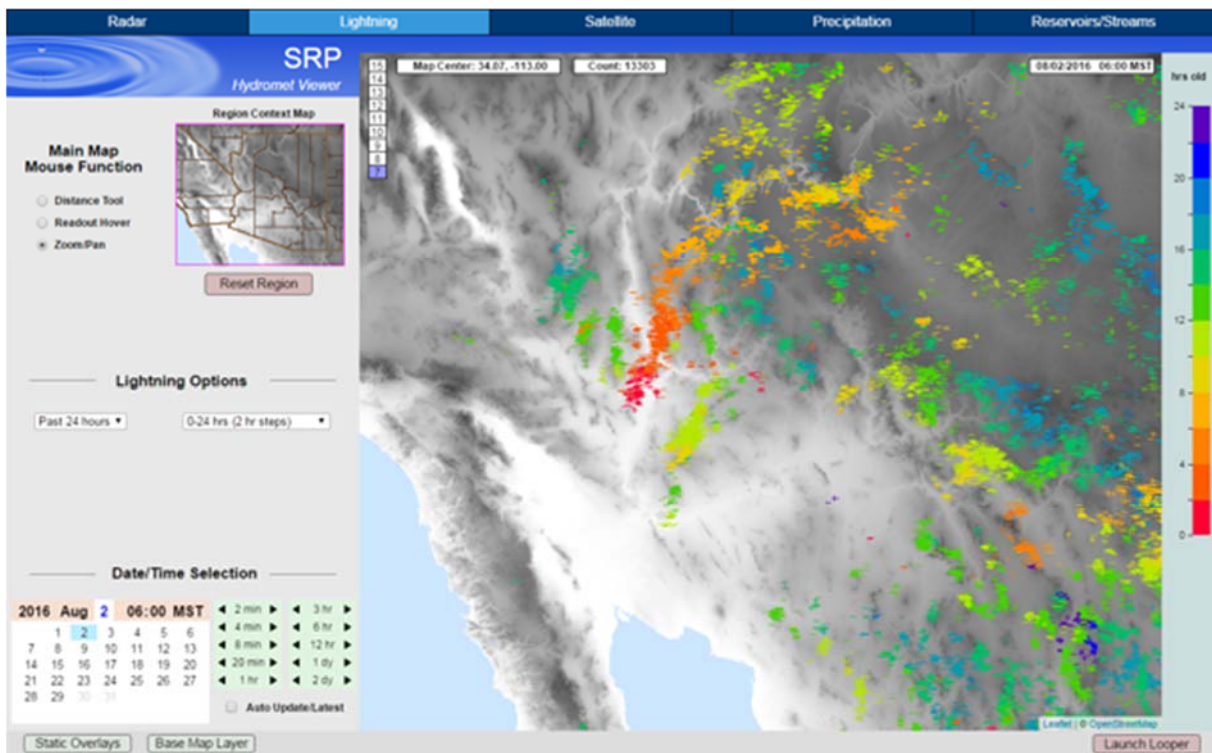 Radar Lightning Satellite Precipitation Reservoirs/Streams
SRP
Hydromet Viewer
Region Context Map
Main Map
Mouse Function
Distance Tool
Readout Hover
Zoom/Pan
Reset Region
Lightning Options
Past 24 hours 0-24 hrs (2 hr steps)
Date/Time Selection
2016 Aug 2 06:00 MST
1 2 3 4 5 6
7 8 9 10 11 12 13
14 15 16 17 18 19 20
21 22 23 24 25 26 27
28 29 30 31
2 min 3 hr
4 min 6 hr
8 min 12 hr
20 min 1 dy
1 hr 2 dy
Auto Update/Latest
Static Overlays Base Map Layer
15
14
13
12
11
10
9
8
7
Map Center: 34.07, -113.00 Count: 13303 08/02/2016 06:00 MST
hrs old
24
20
16
12
8
4
0
Leaflet | © OpenStreetMap
Launch Looper